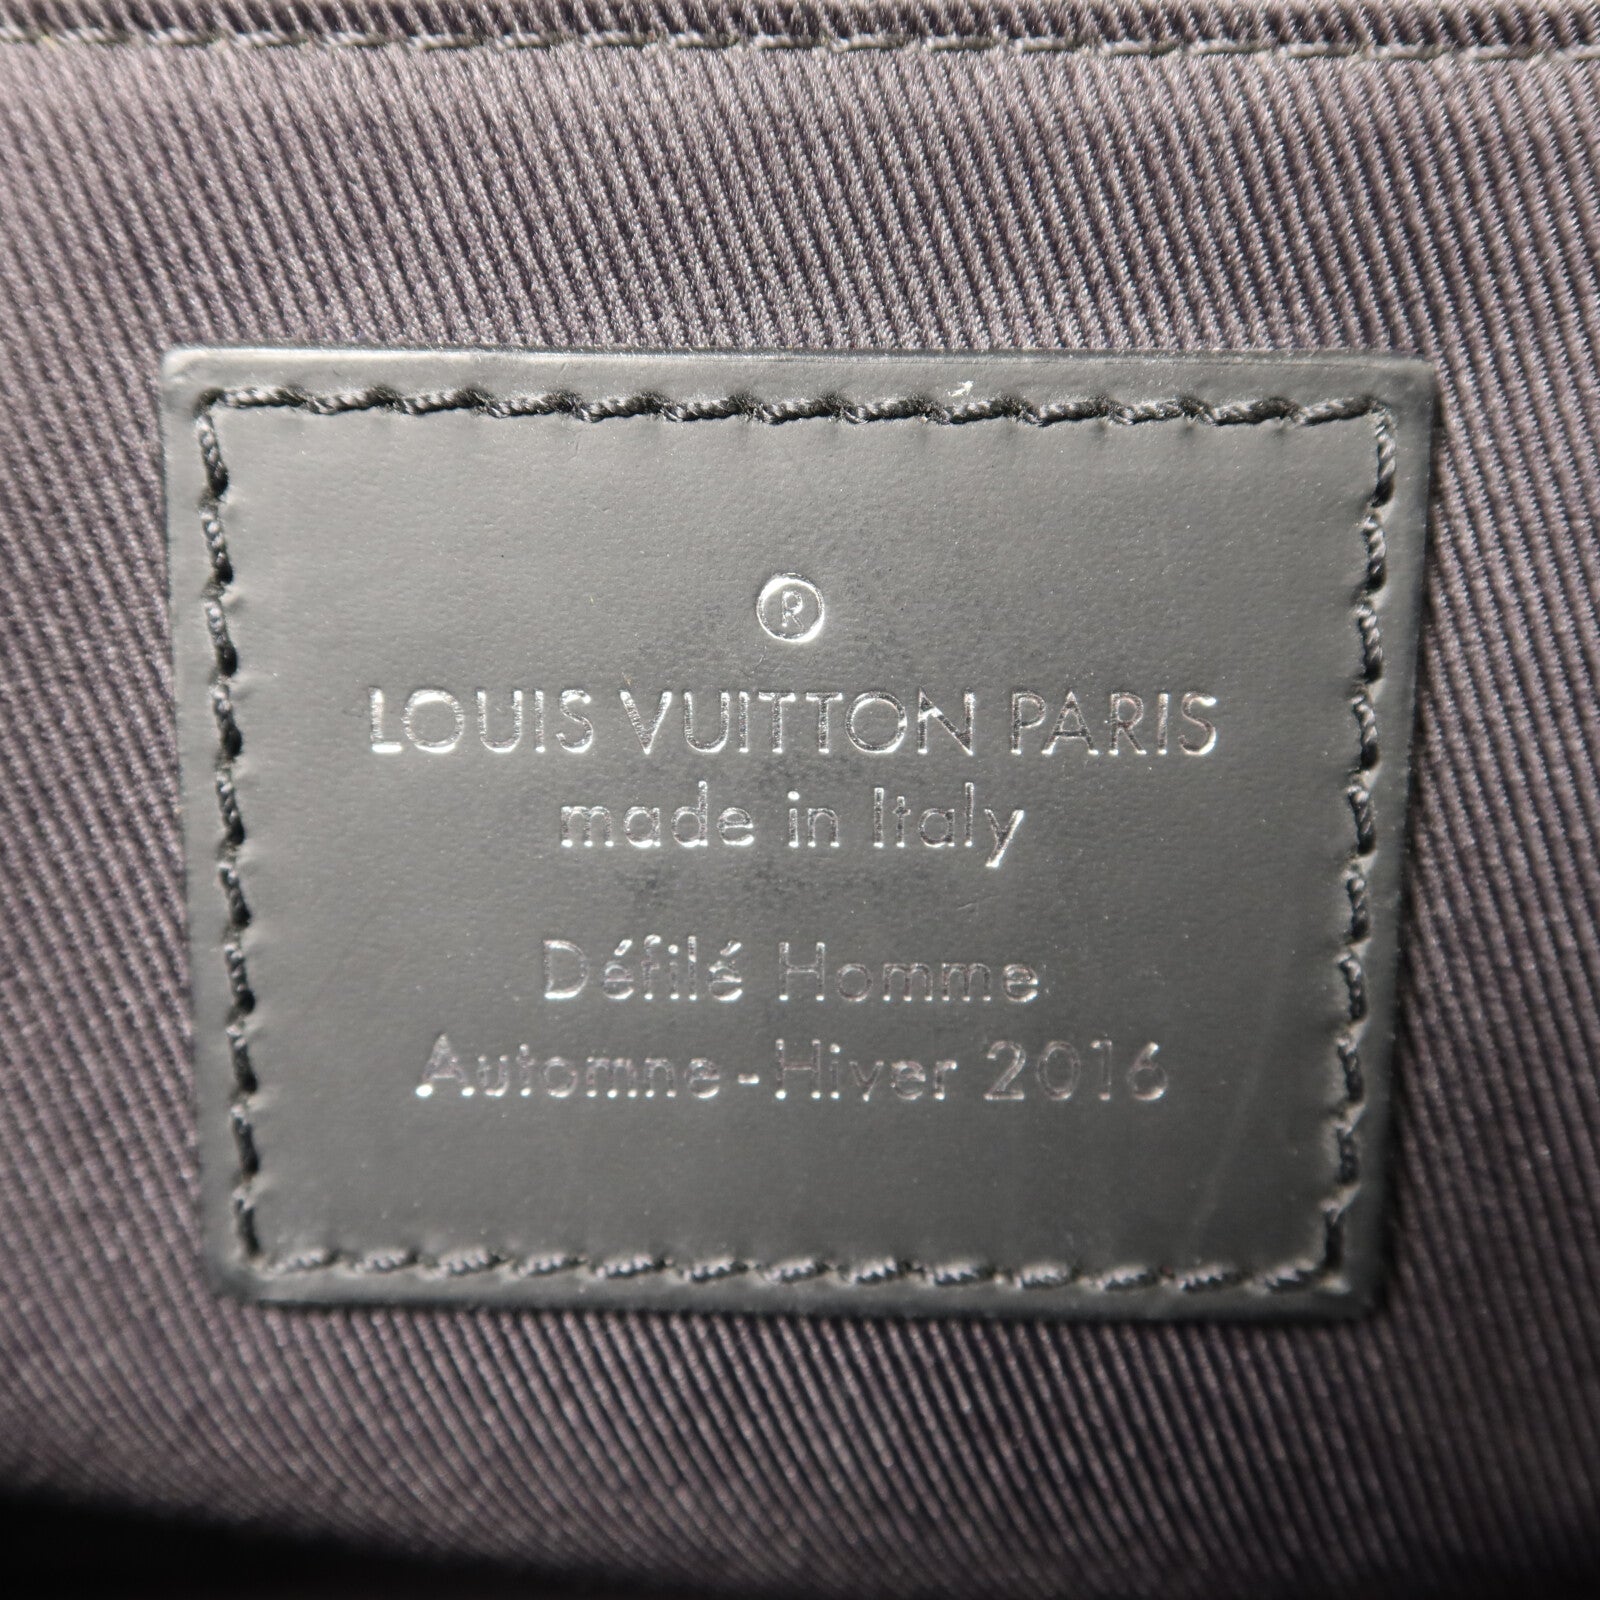 ®
LOUIS VUITTON PARIS
made in Italy
Défilé Homme
Automne-Hiver 2016